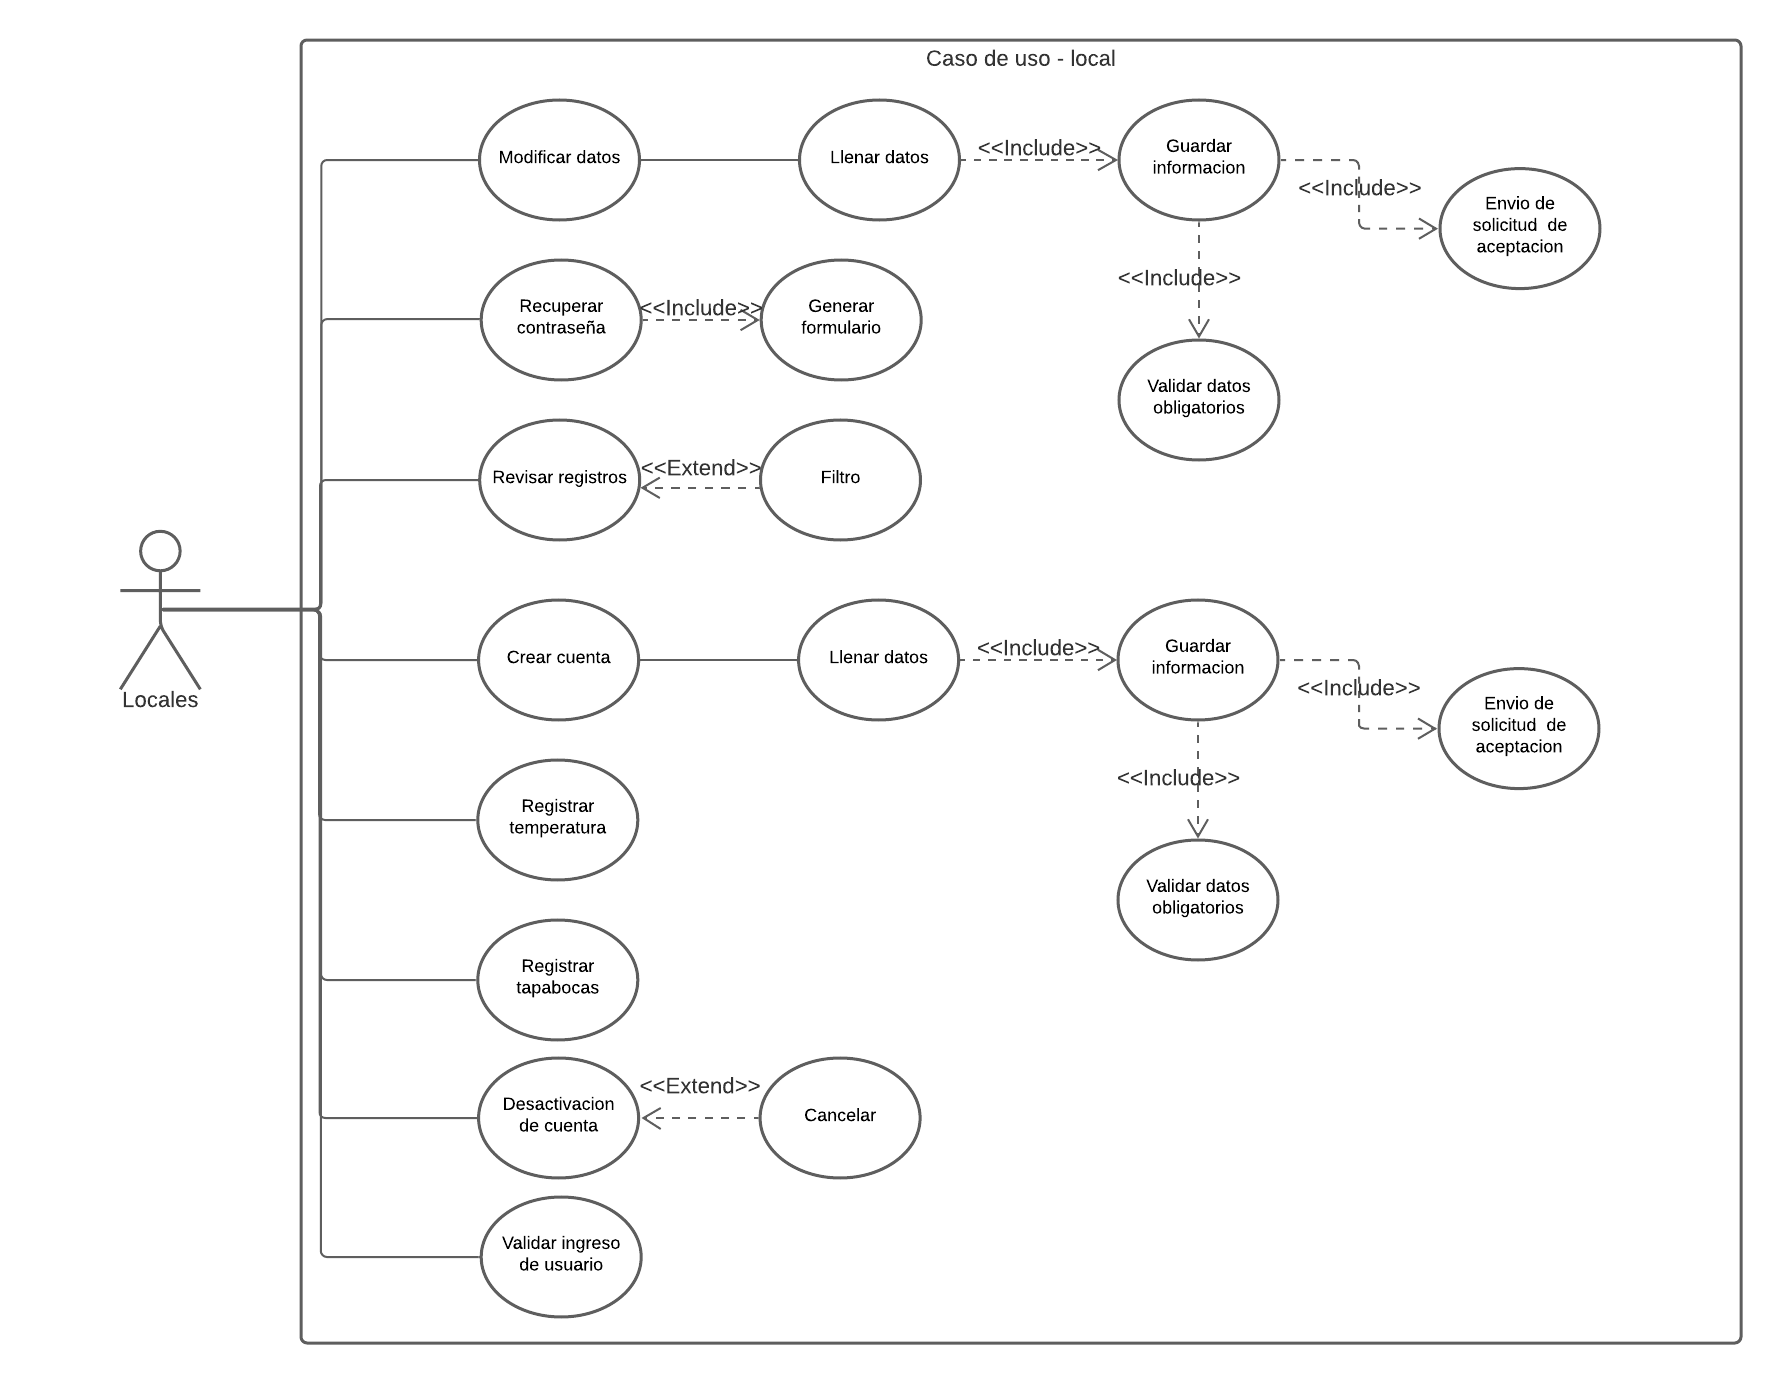 Caso de uso - local
Modificar datos
Llenar datos
<<Include>>
Guardar
informacion
<<Include>>
Envio de
solicitud  de
aceptacion
<<Include>>
Validar datos
obligatorios
Recuperar
contraseña
<<Include>>
Generar
formulario
Revisar registros
<<Extend>>
Filtro
Locales
Crear cuenta
Llenar datos
<<Include>>
Guardar
informacion
<<Include>>
Envio de
solicitud  de
aceptacion
<<Include>>
Validar datos
obligatorios
Registrar
temperatura
Registrar
tapabocas
Desactivacion
de cuenta
<<Extend>>
Cancelar
Validar ingreso
de usuario